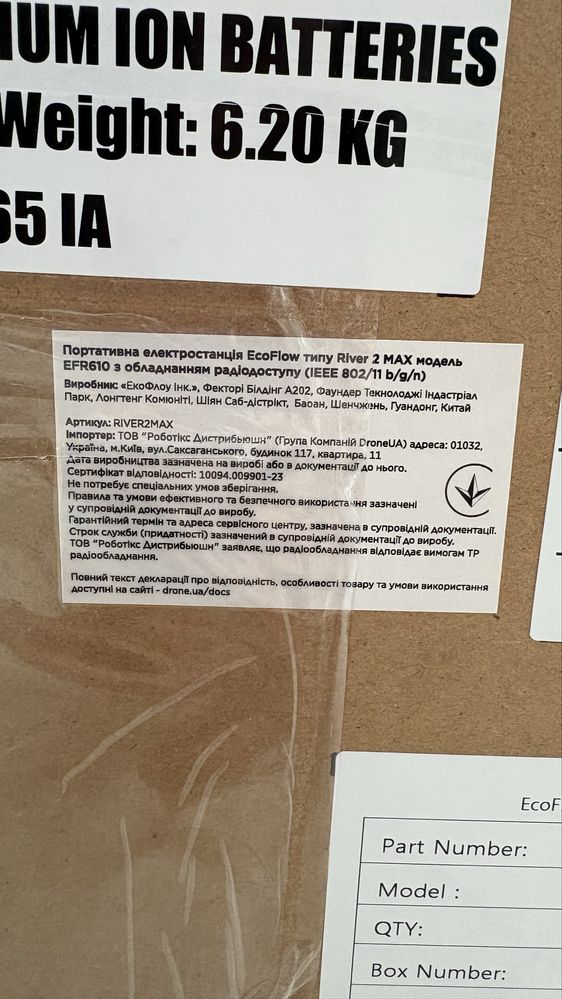 IUM ION BATTERIES
Weight: 6.20 KG
65 IA
Портативна електростанція EcoFlow типу River 2 MAX модель
EFR610 з обладнанням радіодоступу (IEEE 802/11 b/g/n)
Виробник: «ЕкоФлоу Інк.», Фекторі Білдінг А202, Фаундер Текнолоджі Індастріал
Парк, Лонгтенг Комюніті, Шіян Саб-дістрікт, Баоан, Шенчжень, Гуандонг, Китай
Артикул: RIVER2MAX
Імпортер: ТОВ "Роботікс Дистрибьюшн" (Група Компаній DroneUA) адреса: 01032,
Україна, м.Київ, вул.Саксаганського, будинок 117, квартира, 11
Дата виробництва зазначена на виробі або в документації до нього.
Сертифікат відповідності: 10094.009901-23
Не потребує спеціальних умов зберігання.
Правила та умови ефективного та безпечного використання зазначені
у супровідній документації до виробу.
Гарантійний термін та адреса сервісного центру, зазначена в супровідній документації.
Строк служби (придатності) зазначений в супровідній документації до виробу.
ТОВ "Роботікс Дистрибьюшн" заявляє, що радіообладнання відповідає вимогам ТР
радіообладнання.
Повний текст декларації про відповідність, особливості товару та умови використання
доступні на сайті - drone.ua/docs
EcoF
Part Number:
Model :
QTY:
Box Number: